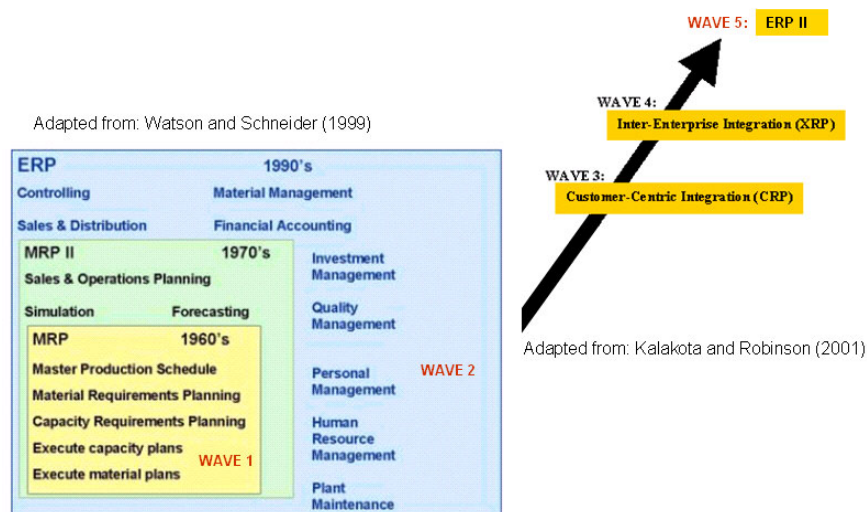 WAVE 5: ERP II
WAVE 4:
Inter-Enterprise Integration (XRP)
WAVE 3:
Customer-Centric Integration (CRP)
Adapted from: Kalakota and Robinson (2001)
Adapted from: Watson and Schneider (1999)
ERP 1990's
Controlling Material Management
Sales & Distribution Financial Accounting
MRP II 1970's
Sales & Operations Planning
Simulation Forecasting
MRP 1960's
Master Production Schedule
Material Requirements Planning
Capacity Requirements Planning
Execute capacity plans
WAVE 1
Execute material plans
Investment
Management
Quality
Management
WAVE 2
Personal
Management
Human
Resource
Management
Plant
Maintenance